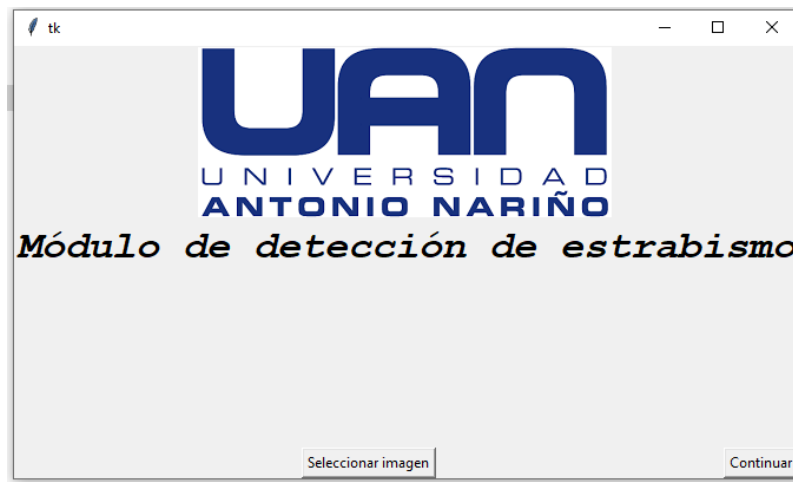 tk
UAN
UNIVERSIDAD
ANTONIO NARIÑO
Módulo de detección de estrabismo
Seleccionar imagen
Continuar